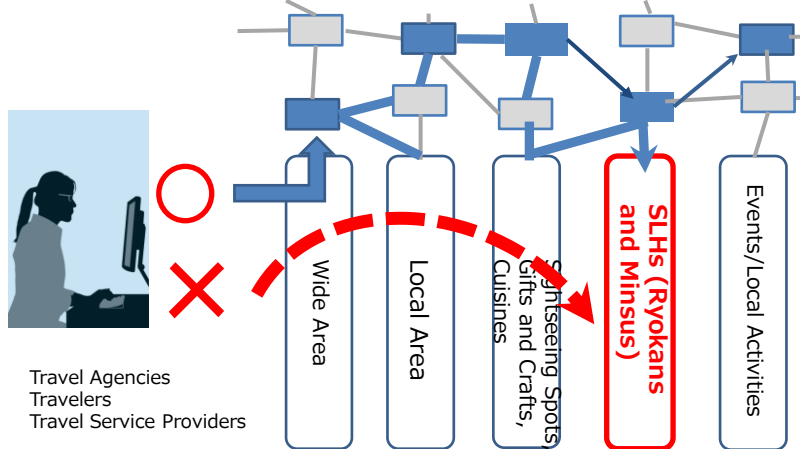 Travel Agencies
Travelers
Travel Service Providers
Wide Area
Local Area
Sightseeing Spots,
Gifts and Crafts,
Cuisines
SLHs (Ryokans
and Minsus)
Events/Local Activities